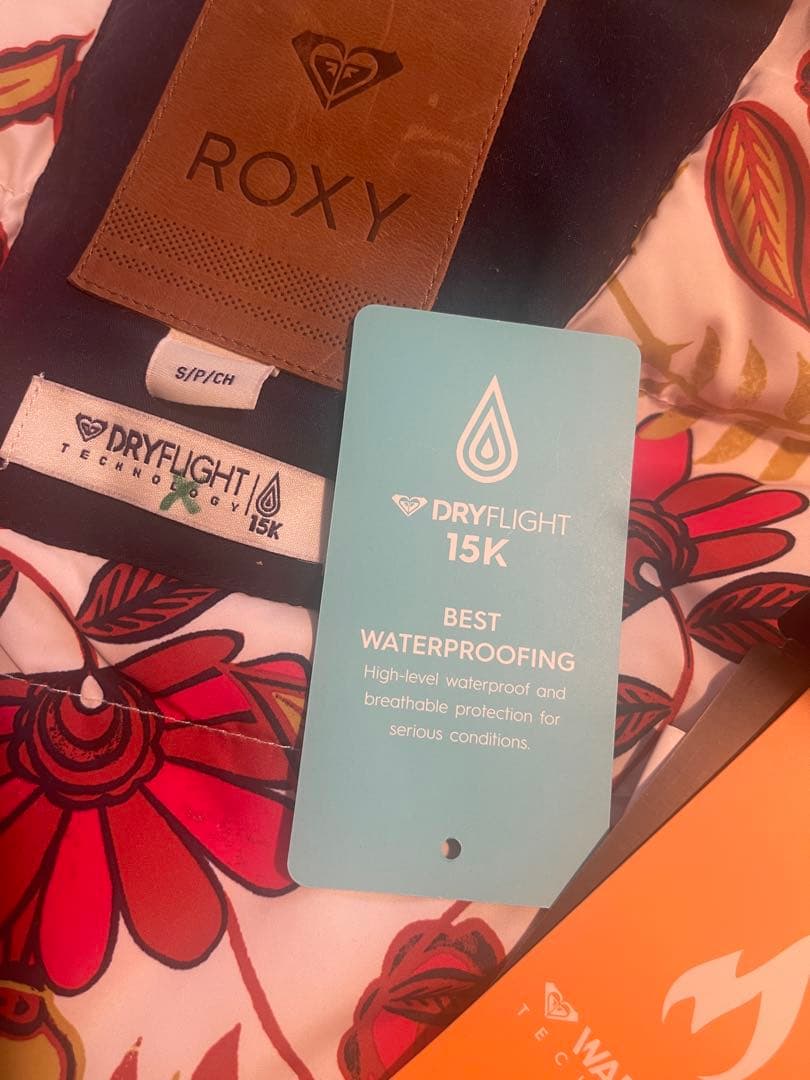 ROXY
S/P/CH
DRYFLIGHT
TECHNOLOGY
15K
DRYFLIGHT
15K
BEST
WATERPROOFING
High-level waterproof and
breathable protection for
serious conditions.